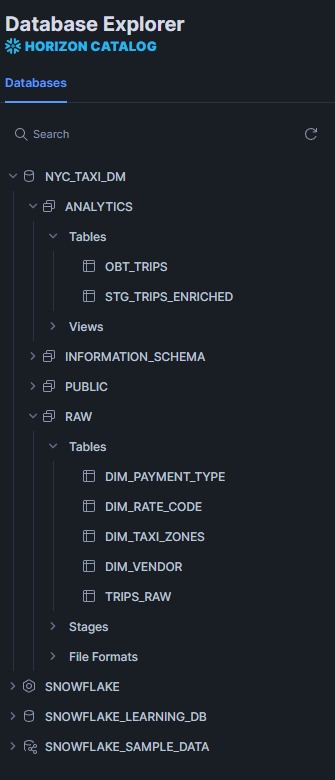 Database Explorer
HORIZON CATALOG
Databases
Search
NYC_TAXI_DM
ANALYTICS
Tables
OBT_TRIPS
STG_TRIPS_ENRICHED
Views
INFORMATION_SCHEMA
PUBLIC
RAW
Tables
DIM_PAYMENT_TYPE
DIM_RATE_CODE
DIM_TAXI_ZONES
DIM_VENDOR
TRIPS_RAW
Stages
File Formats
SNOWFLAKE
SNOWFLAKE_LEARNING_DB
SNOWFLAKE_SAMPLE_DATA